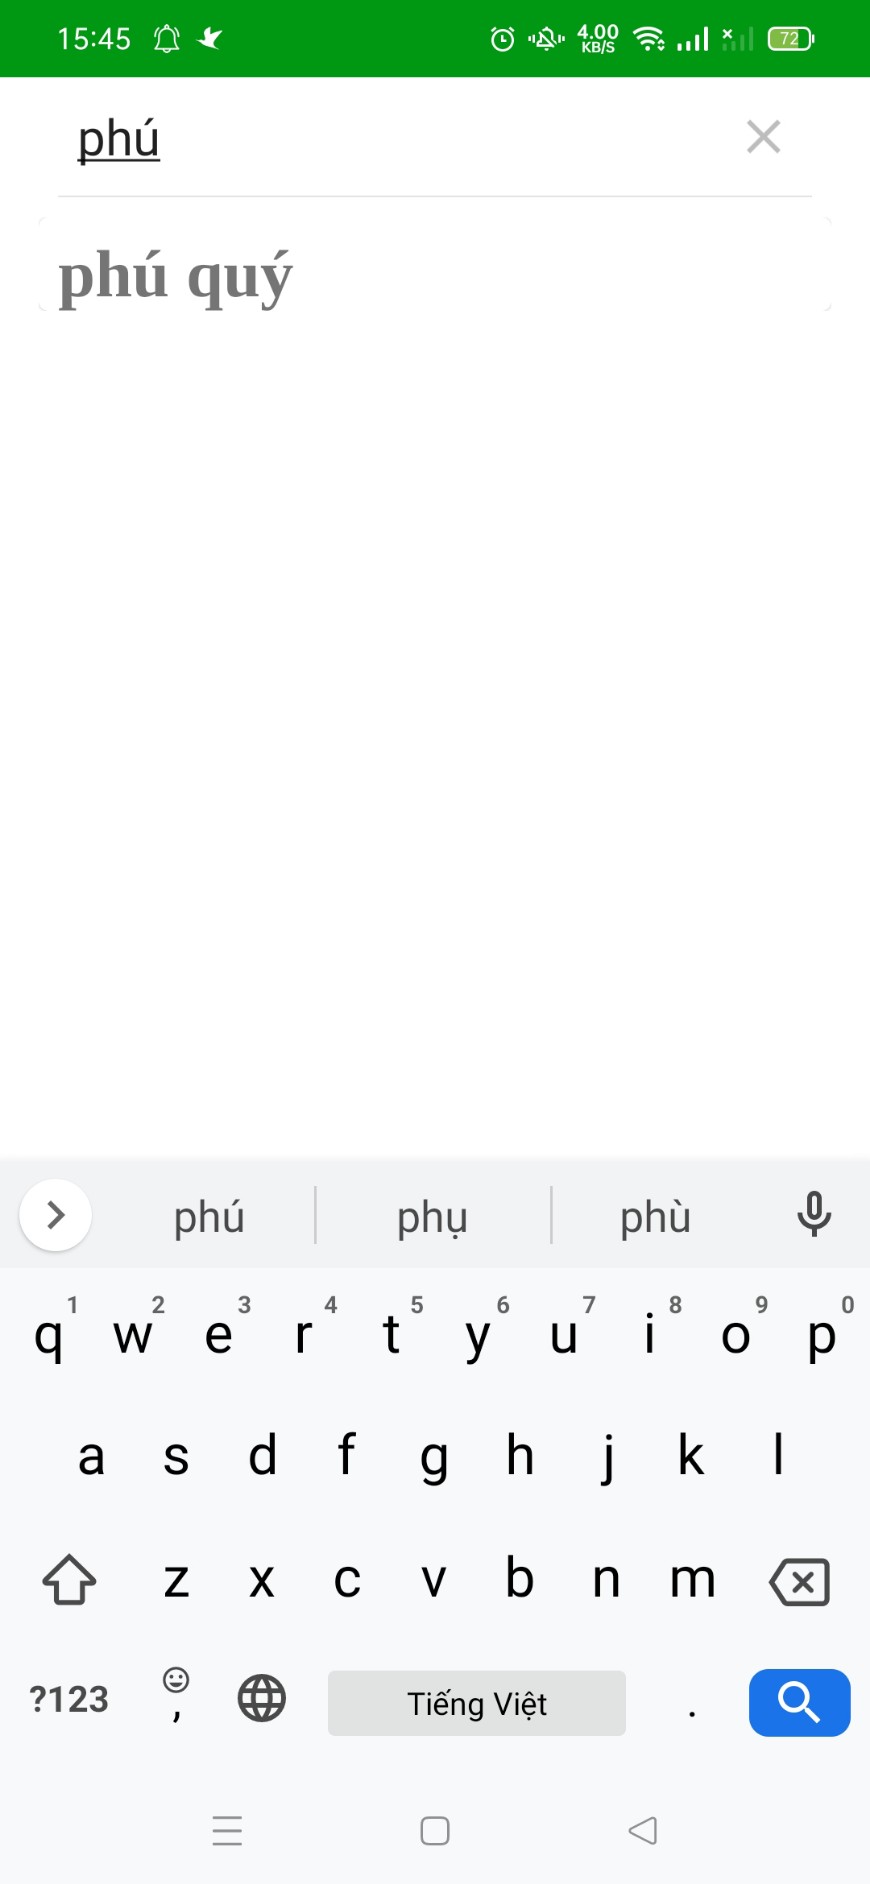 15:45 4.00 KB/S 72
phú
phú quý
phú phụ phù
1 2 3 4 5 6 7 8 9 0
q w e r t y u i o p
a s d f g h j k l
z x c v b n m
?123 , Tiếng Việt .